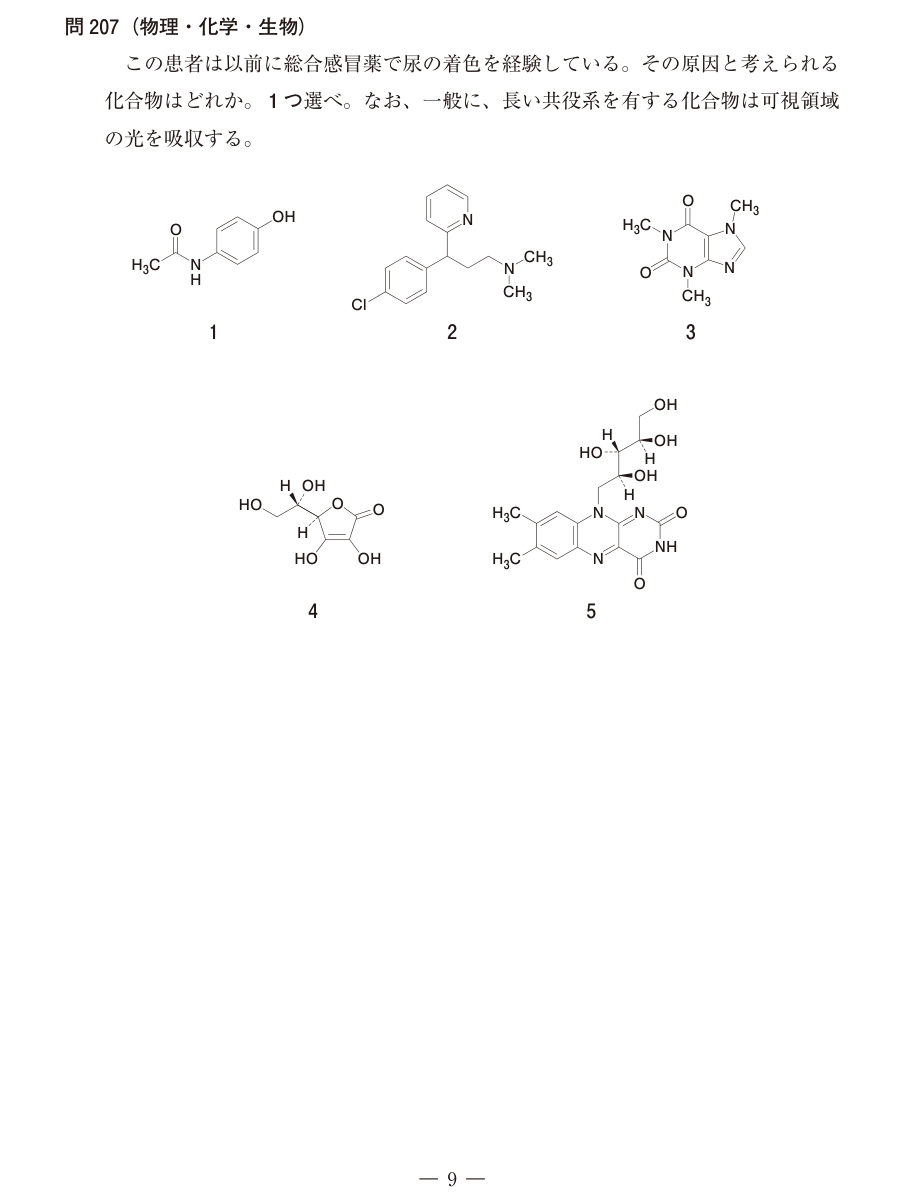 問 207（物理・化学・生物）
この患者は以前に総合感冒薬で尿の着色を経験している。その原因と考えられる
化合物はどれか。1つ選べ。なお、一般に、長い共役系を有する化合物は可視領域
の光を吸収する。
O
OH
H3C
N
H
1
N
Cl
N
CH3
CH3
2
O
CH3
H3C
N
N
O
N
N
CH3
3
H
OH
HO
O
O
H
HO
OH
4
OH
H
HO
OH
H
OH
H
H3C
N
N
O
H3C
N
NH
O
5
— 9 —